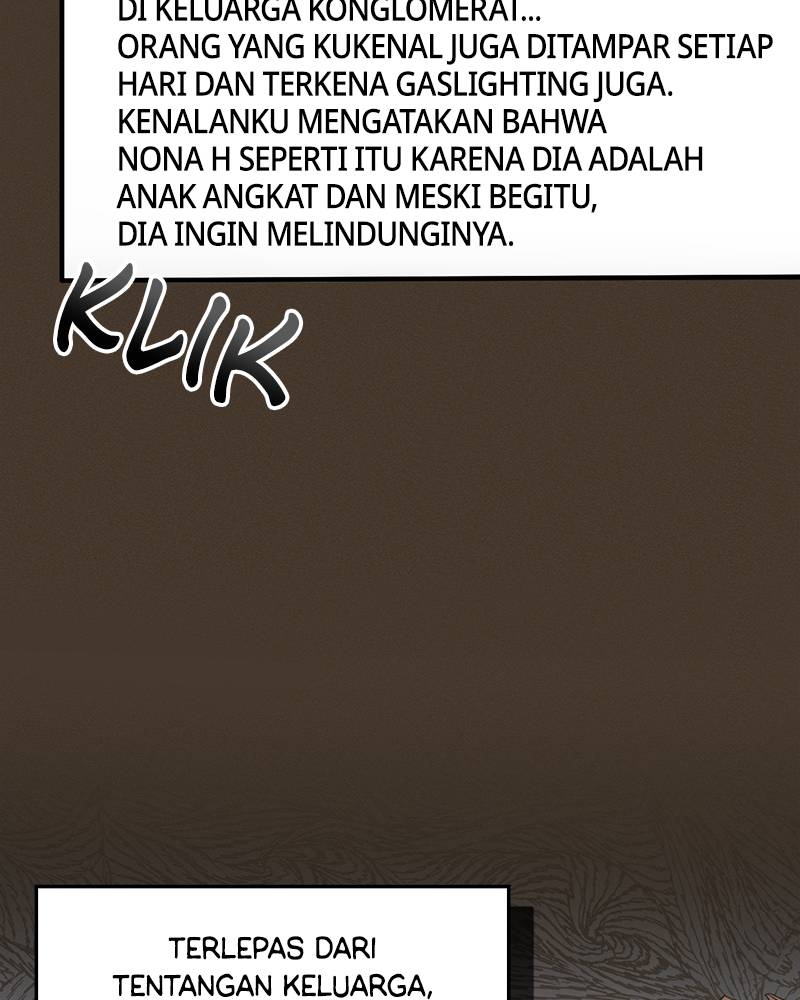 DI KELUARGA KONGLOMERAT...
ORANG YANG KUKENAL JUGA DITAMPAR SETIAP
HARI DAN TERKENA GASLIGHTING JUGA.
KENALANKU MENGATAKAN BAHWA
NONA H SEPERTI ITU KARENA DIA ADALAH
ANAK ANGKAT DAN MESKI BEGITU,
DIA INGIN MELINDUNGINYA.
KLIK
TERLEPAS DARI
TENTANGAN KELUARGA,